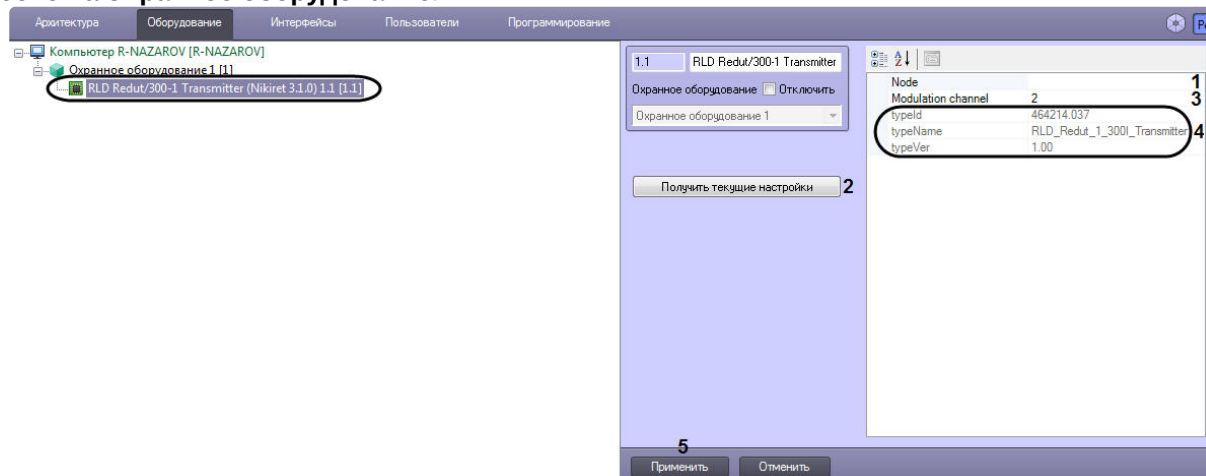 Архитектура Оборудование Интерфейсы Пользователи Программирование
Компьютер R-NAZAROV [R-NAZAROV]
Охранное оборудование 1 [1]
RLD Redut/300-1 Transmitter (Nikiret 3.1.0) 1.1 [1.1]
1.1 RLD Redut/300-1 Transmitter
Охранное оборудование Отключить
Охранное оборудование 1
Получить текущие настройки 2
Node 1
Modulation channel 2 3
typeId 464214.037
typeName RLD_Redut_1_300I_Transmitter 4
typeVer 1.00
5
Применить Отменить